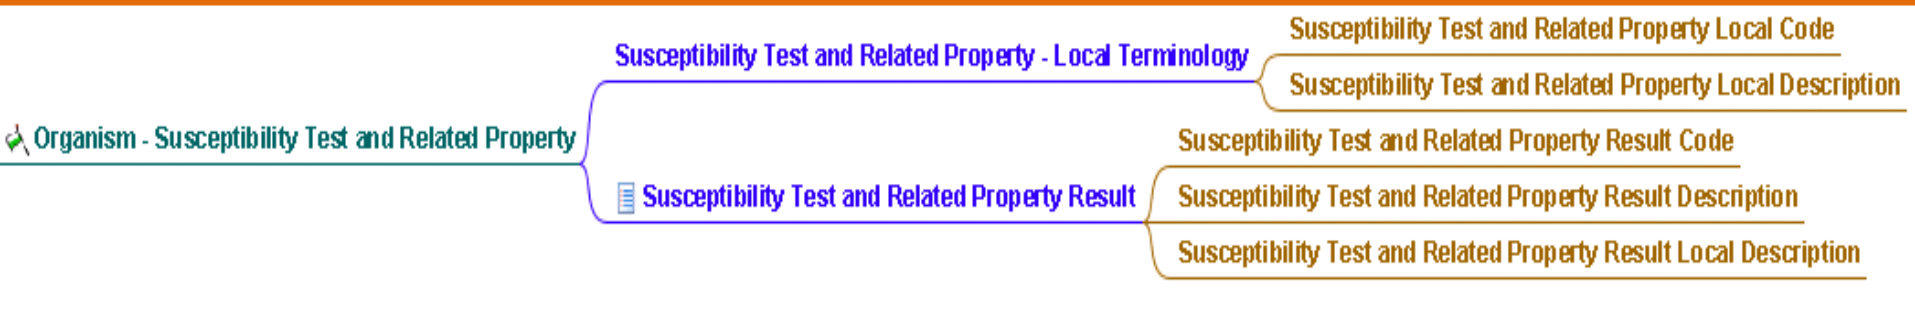 Organism - Susceptibility Test and Related Property
Susceptibility Test and Related Property - Local Terminology
Susceptibility Test and Related Property Local Code
Susceptibility Test and Related Property Local Description
Susceptibility Test and Related Property Result
Susceptibility Test and Related Property Result Code
Susceptibility Test and Related Property Result Description
Susceptibility Test and Related Property Result Local Description